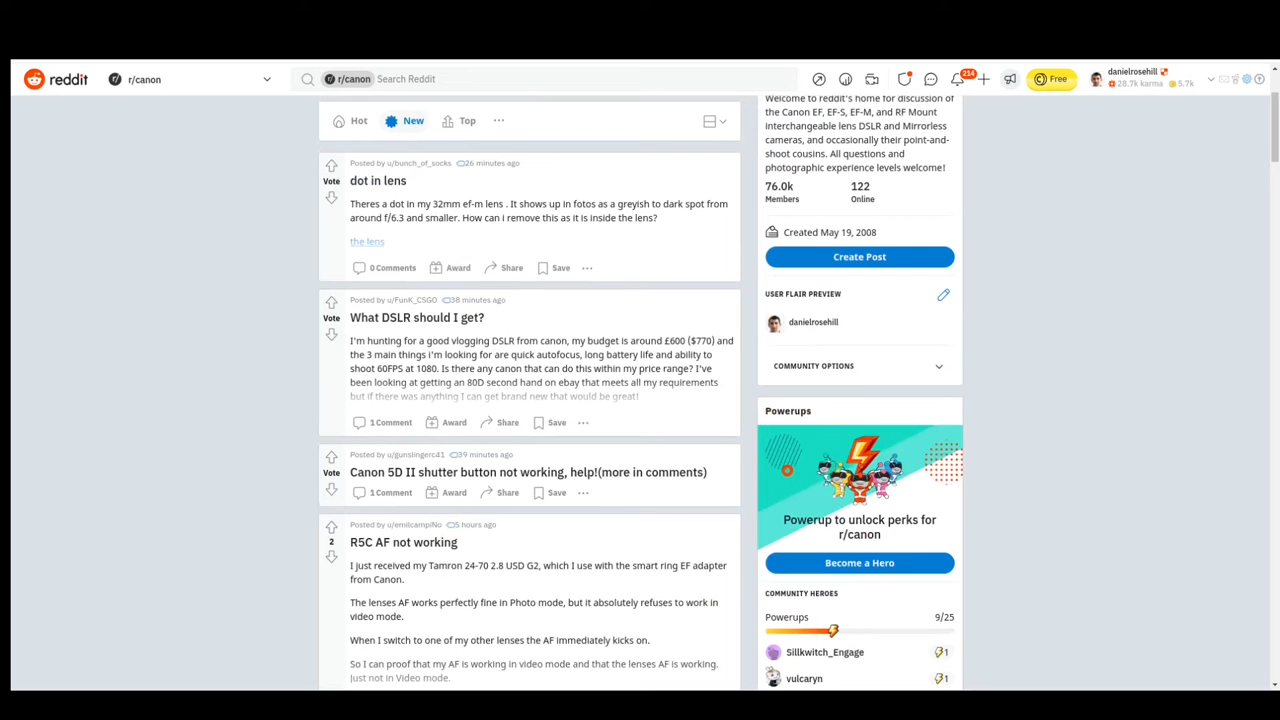 reddit
r/canon
r/canon Search Reddit
214
Free
danielrosehill
28.7k karma 5.7k
Hot New Top
Posted by u/bunch_of_socks 26 minutes ago
Vote
dot in lens
Theres a dot in my 32mm ef-m lens . It shows up in fotos as a greyish to dark spot from
around f/6.3 and smaller. How can i remove this as it is inside the lens?
the lens
0 Comments Award Share Save
Posted by u/FunK_CSGO 38 minutes ago
Vote
What DSLR should I get?
I'm hunting for a good vlogging DSLR from canon, my budget is around £600 ($770) and
the 3 main things i'm looking for are quick autofocus, long battery life and ability to
shoot 60FPS at 1080. Is there any canon that can do this within my price range? I've
been looking at getting an 80D second hand on ebay that meets all my requirements
but if there was anything I can get brand new that would be great!
1 Comment Award Share Save
Posted by u/gunslingerc41 39 minutes ago
Vote
Canon 5D II shutter button not working, help!(more in comments)
1 Comment Award Share Save
Posted by u/emilcampiNo 5 hours ago
2
R5C AF not working
I just received my Tamron 24-70 2.8 USD G2, which I use with the smart ring EF adapter
from Canon.
The lenses AF works perfectly fine in Photo mode, but it absolutely refuses to work in
video mode.
When I switch to one of my other lenses the AF immediately kicks on.
So I can proof that my AF is working in video mode and that the lenses AF is working.
Just not in Video mode.
Welcome to reddit's home for discussion of
the Canon EF, EF-S, EF-M, and RF Mount
interchangeable lens DSLR and Mirrorless
cameras, and occasionally their point-and-
shoot cousins. All questions and
photographic experience levels welcome!
76.0k 122
Members Online
Created May 19, 2008
Create Post
USER FLAIR PREVIEW
danielrosehill
COMMUNITY OPTIONS
Powerups
Powerup to unlock perks for
r/canon
Become a Hero
COMMUNITY HEROES
Powerups 9/25
Sillkwitch_Engage 1
vulcaryn 1